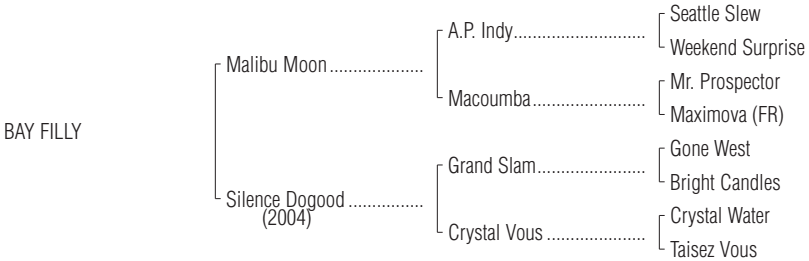 Seattle Slew
A.P. Indy..........................
Weekend Surprise
Malibu Moon...................
Mr. Prospector
Macoumba.......................
Maximova (FR)
BAY FILLY
Gone West
Grand Slam......................
Bright Candles
Silence Dogood ................
(2004)
Crystal Water
Crystal Vous ....................
Taisez Vous